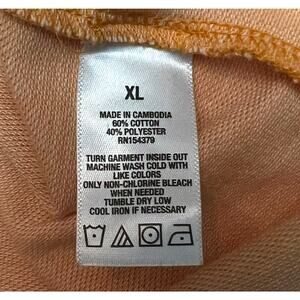 XL
MADE IN CAMBODIA
60% COTTON
40% POLYESTER
RN154379
TURN GARMENT INSIDE OUT
MACHINE WASH COLD WITH
LIKE COLORS
ONLY NON-CHLORINE BLEACH
WHEN NEEDED
TUMBLE DRY LOW
COOL IRON IF NECESSARY